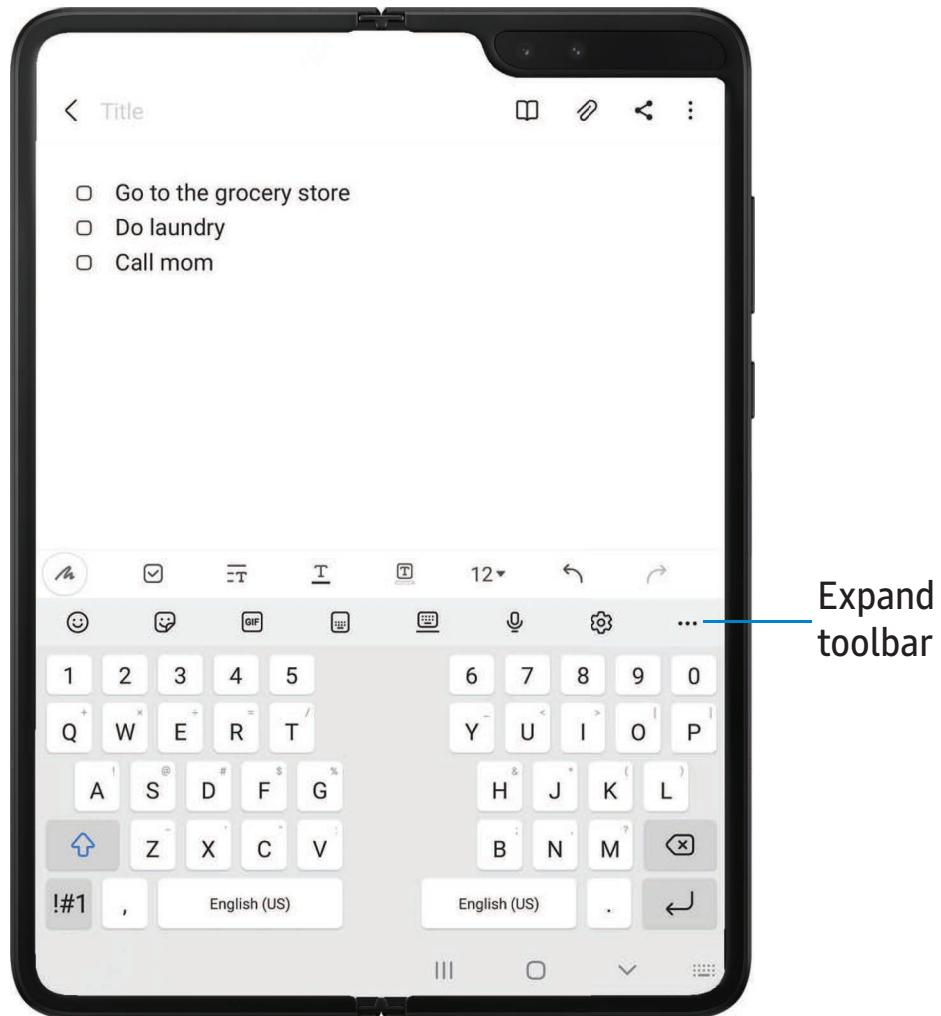 Title
Go to the grocery store
Do laundry
Call mom
T T T 12
GIF
Expand
toolbar
1 2 3 4 5 6 7 8 9 0
Q + W × E ÷ R = T / Y _ U < I > O [ P ]
A ! S @ D # F $ G % H & J * K ( L )
Z - X ' C " V : B ; N , M ?
!#1 , English (US) English (US) .